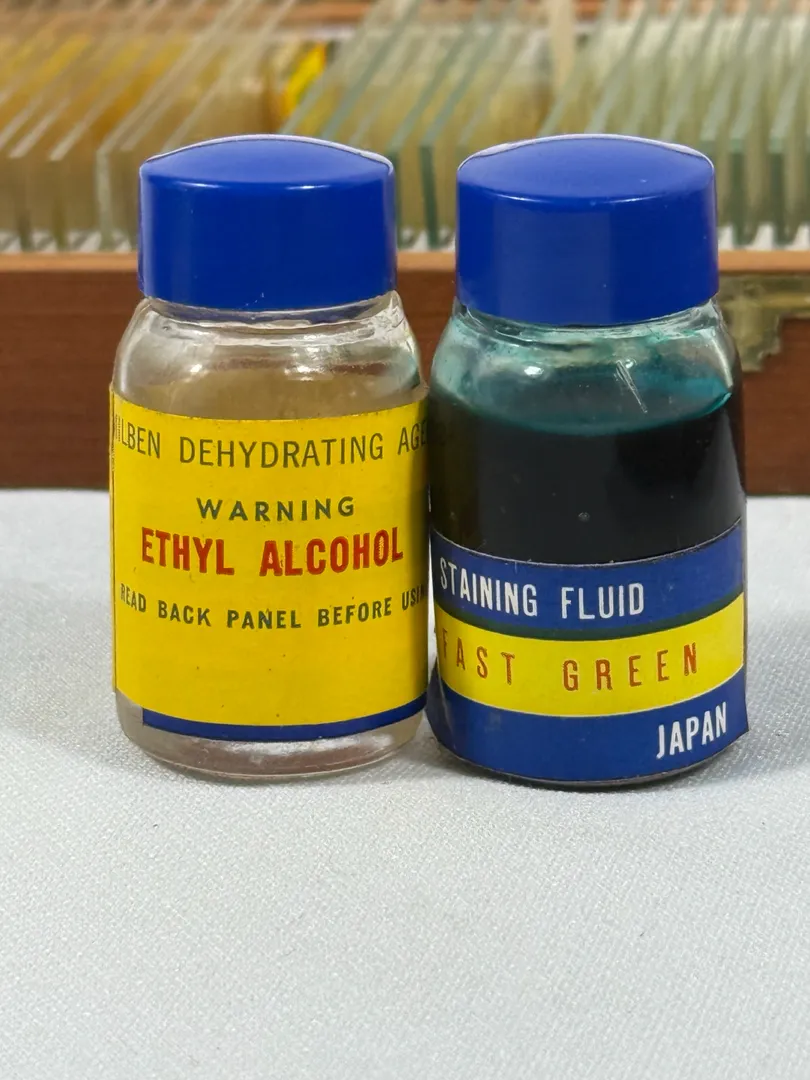 DEHYDRATING
WARNING
ETHYL ALCOHOL
READ BACK PANEL BEFORE
STAINING FLUID
FAST GREEN
JAPAN